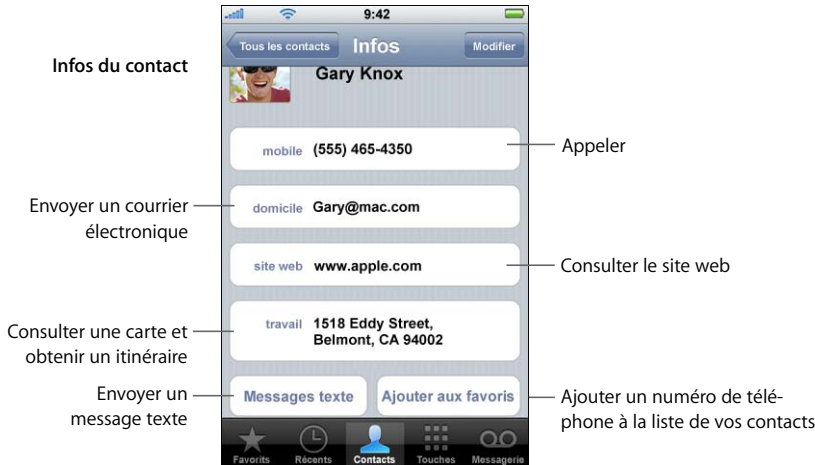 9:42
Tous les contacts
Infos
Modifier
Infos du contact
Gary Knox
mobile (555) 465-4350
Appeler
Envoyer un courrier
électronique
domicile Gary@mac.com
site web www.apple.com
Consulter le site web
Consulter une carte et
obtenir un itinéraire
travail 1518 Eddy Street,
Belmont, CA 94002
Envoyer un
message texte
Messages texte
Ajouter aux favoris
Ajouter un numéro de télé-
phone à la liste de vos contacts
Favorits
Récents
Contacts
Touches
Messagerie